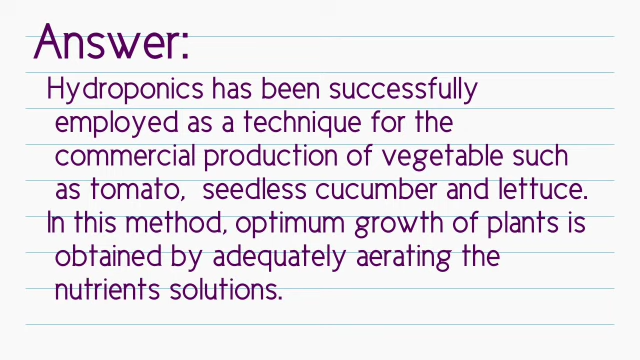 Answer:
Hydroponics has been successfully
employed as a technique for the
commercial production of vegetable such
as tomato,  seedless cucumber and lettuce.
In this method, optimum growth of plants is
obtained by adequately aerating the
nutrients solutions.